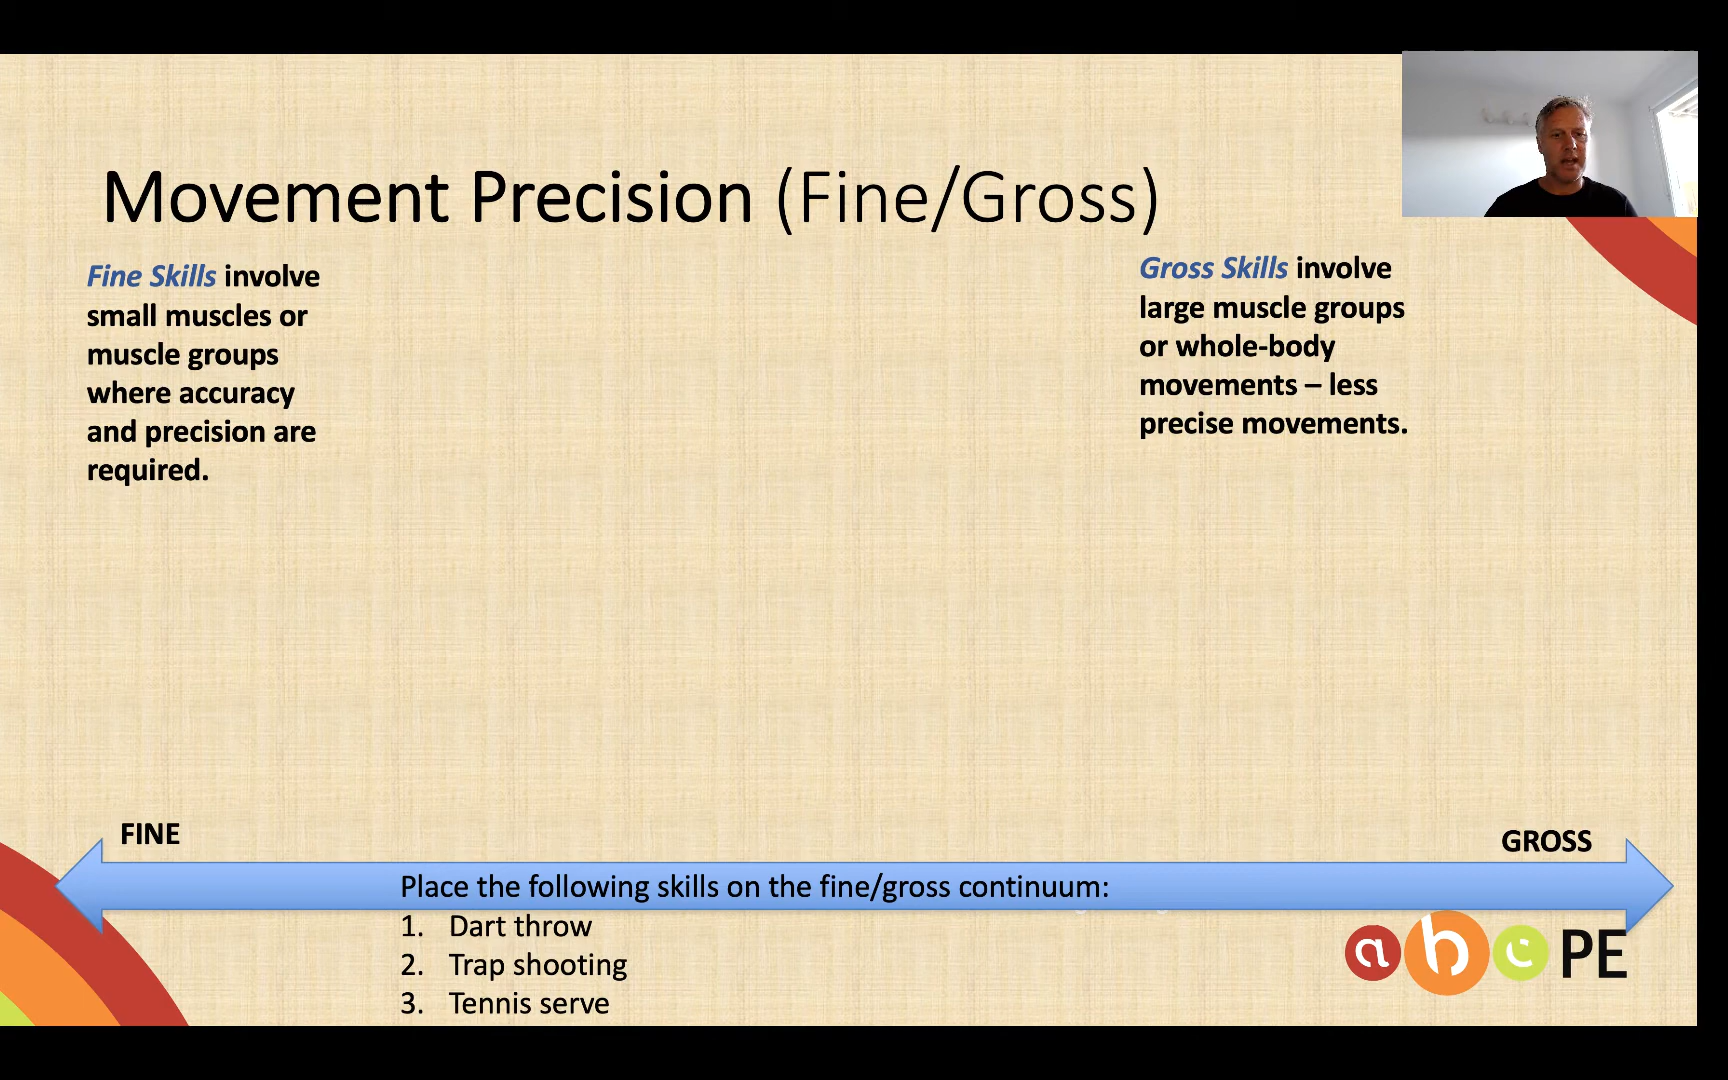 Movement Precision (Fine/Gross)
Fine Skills involve
small muscles or
muscle groups
where accuracy
and precision are
required.
Gross Skills involve
large muscle groups
or whole-body
movements – less
precise movements.
FINE
GROSS
Place the following skills on the fine/gross continuum:
1. Dart throw
2. Trap shooting
3. Tennis serve
abc PE